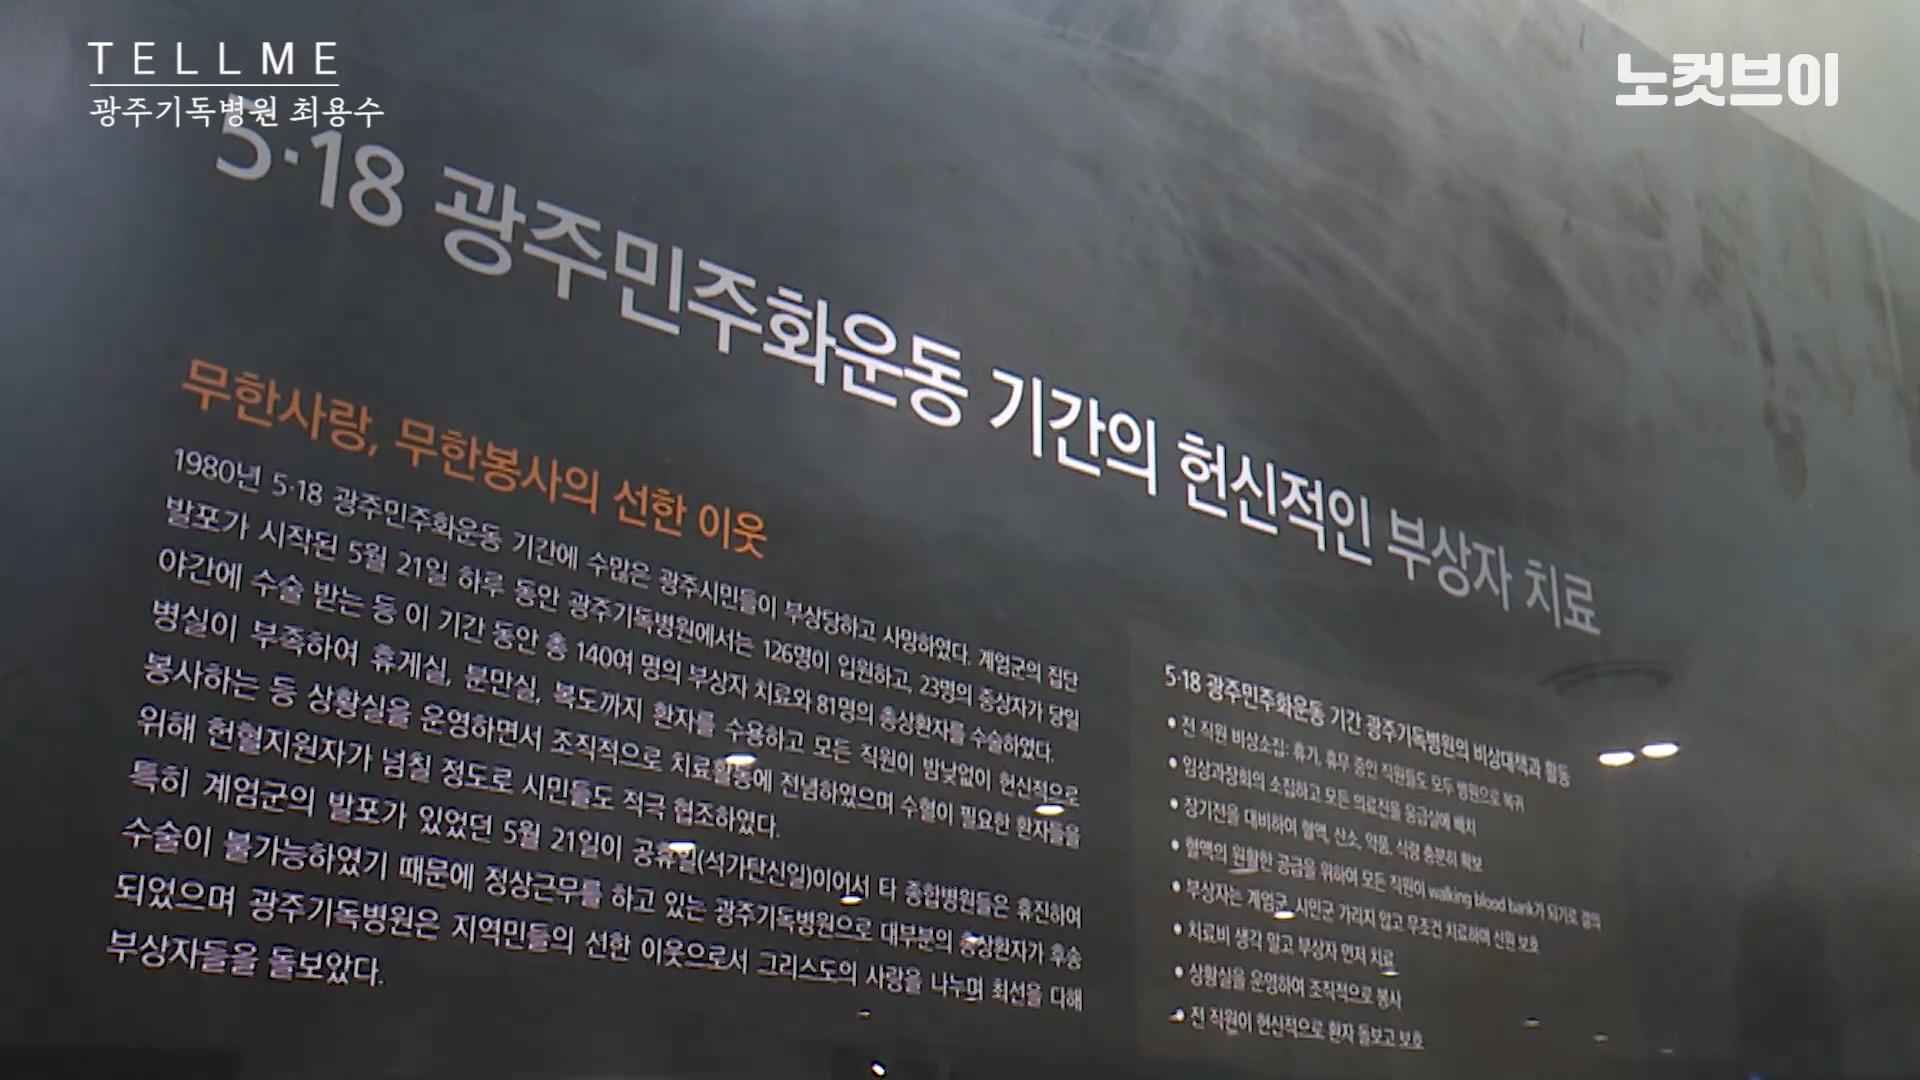 TELLME
광주기독병원 최용수
노컷브이
5·18 광주민주화운동 기간의 헌신적인 부상자 치료
무한사랑, 무한봉사의 선한 이웃
1980년 5·18 광주민주화운동 기간에 수많은 광주시민들이 부상당하고 사망하였다. 계엄군의 집단
발포가 시작된 5월 21일 하루 동안 광주기독병원에서는 126명이 입원하고, 23명의 중상자가 당일
야간에 수술 받는 등 이 기간 동안 총 140여 명의 부상자 치료와 81명의 총상환자를 수술하였다.
병실이 부족하여 휴게실, 분만실, 복도까지 환자를 수용하고 모든 직원이 밤낮없이 헌신적으로
봉사하는 등 상황실을 운영하면서 조직적으로 치료활동에 전념하였으며 수혈이 필요한 환자들을
위해 헌혈지원자가 넘칠 정도로 시민들도 적극 협조하였다.
특히 계엄군의 발포가 있었던 5월 21일이 공휴일(석가탄신일)이어서 타 종합병원들은 휴진하여
수술이 불가능하였기 때문에 정상근무를 하고 있는 광주기독병원으로 대부분의 총상환자가 후송
되었으며 광주기독병원은 지역민들의 선한 이웃으로서 그리스도의 사랑을 나누며 최선을 다해
부상자들을 돌보았다.
5·18 광주민주화운동 기간 광주기독병원의 비상대책과 활동
• 전 직원 비상소집: 휴가, 휴무 중인 직원들도 모두 병원으로 복귀
• 임상과장회의 소집하고 모든 의료진을 응급실에 배치
• 장기전을 대비하여 혈액, 산소, 약품, 식량 충분히 확보
• 혈액의 원활한 공급을 위하여 모든 직원이 walking blood bank가 되기로 결의
• 부상자는 계엄군, 시민군 가리지 않고 무조건 치료하며 신원 보호
• 치료비 생각 말고 부상자 먼저 치료
• 상황실을 운영하여 조직적으로 봉사
• 전 직원이 헌신적으로 환자 돌보고 보호